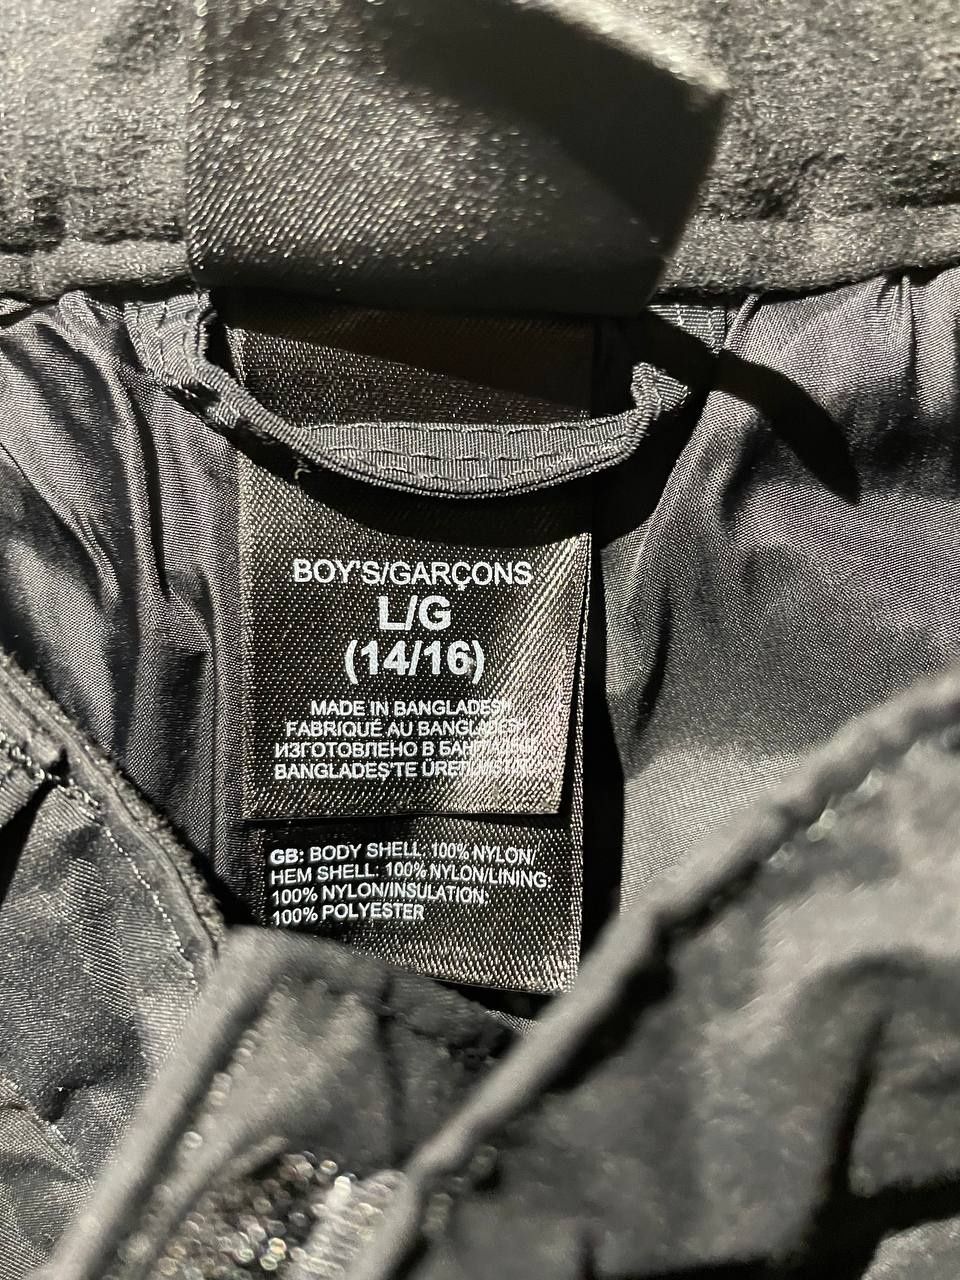 BOY'S/GARÇONS
L/G
(14/16)
MADE IN BANGLADESH
FABRIQUÉ AU BANGLADESH
ИЗГОТОВЛЕНО В
BANGLADEŞ'TE
GB: BODY SHELL, 100% NYLON/
HEM SHELL: 100% NYLON/LINING:
100% NYLON/INSULATION:
100% POLYESTER